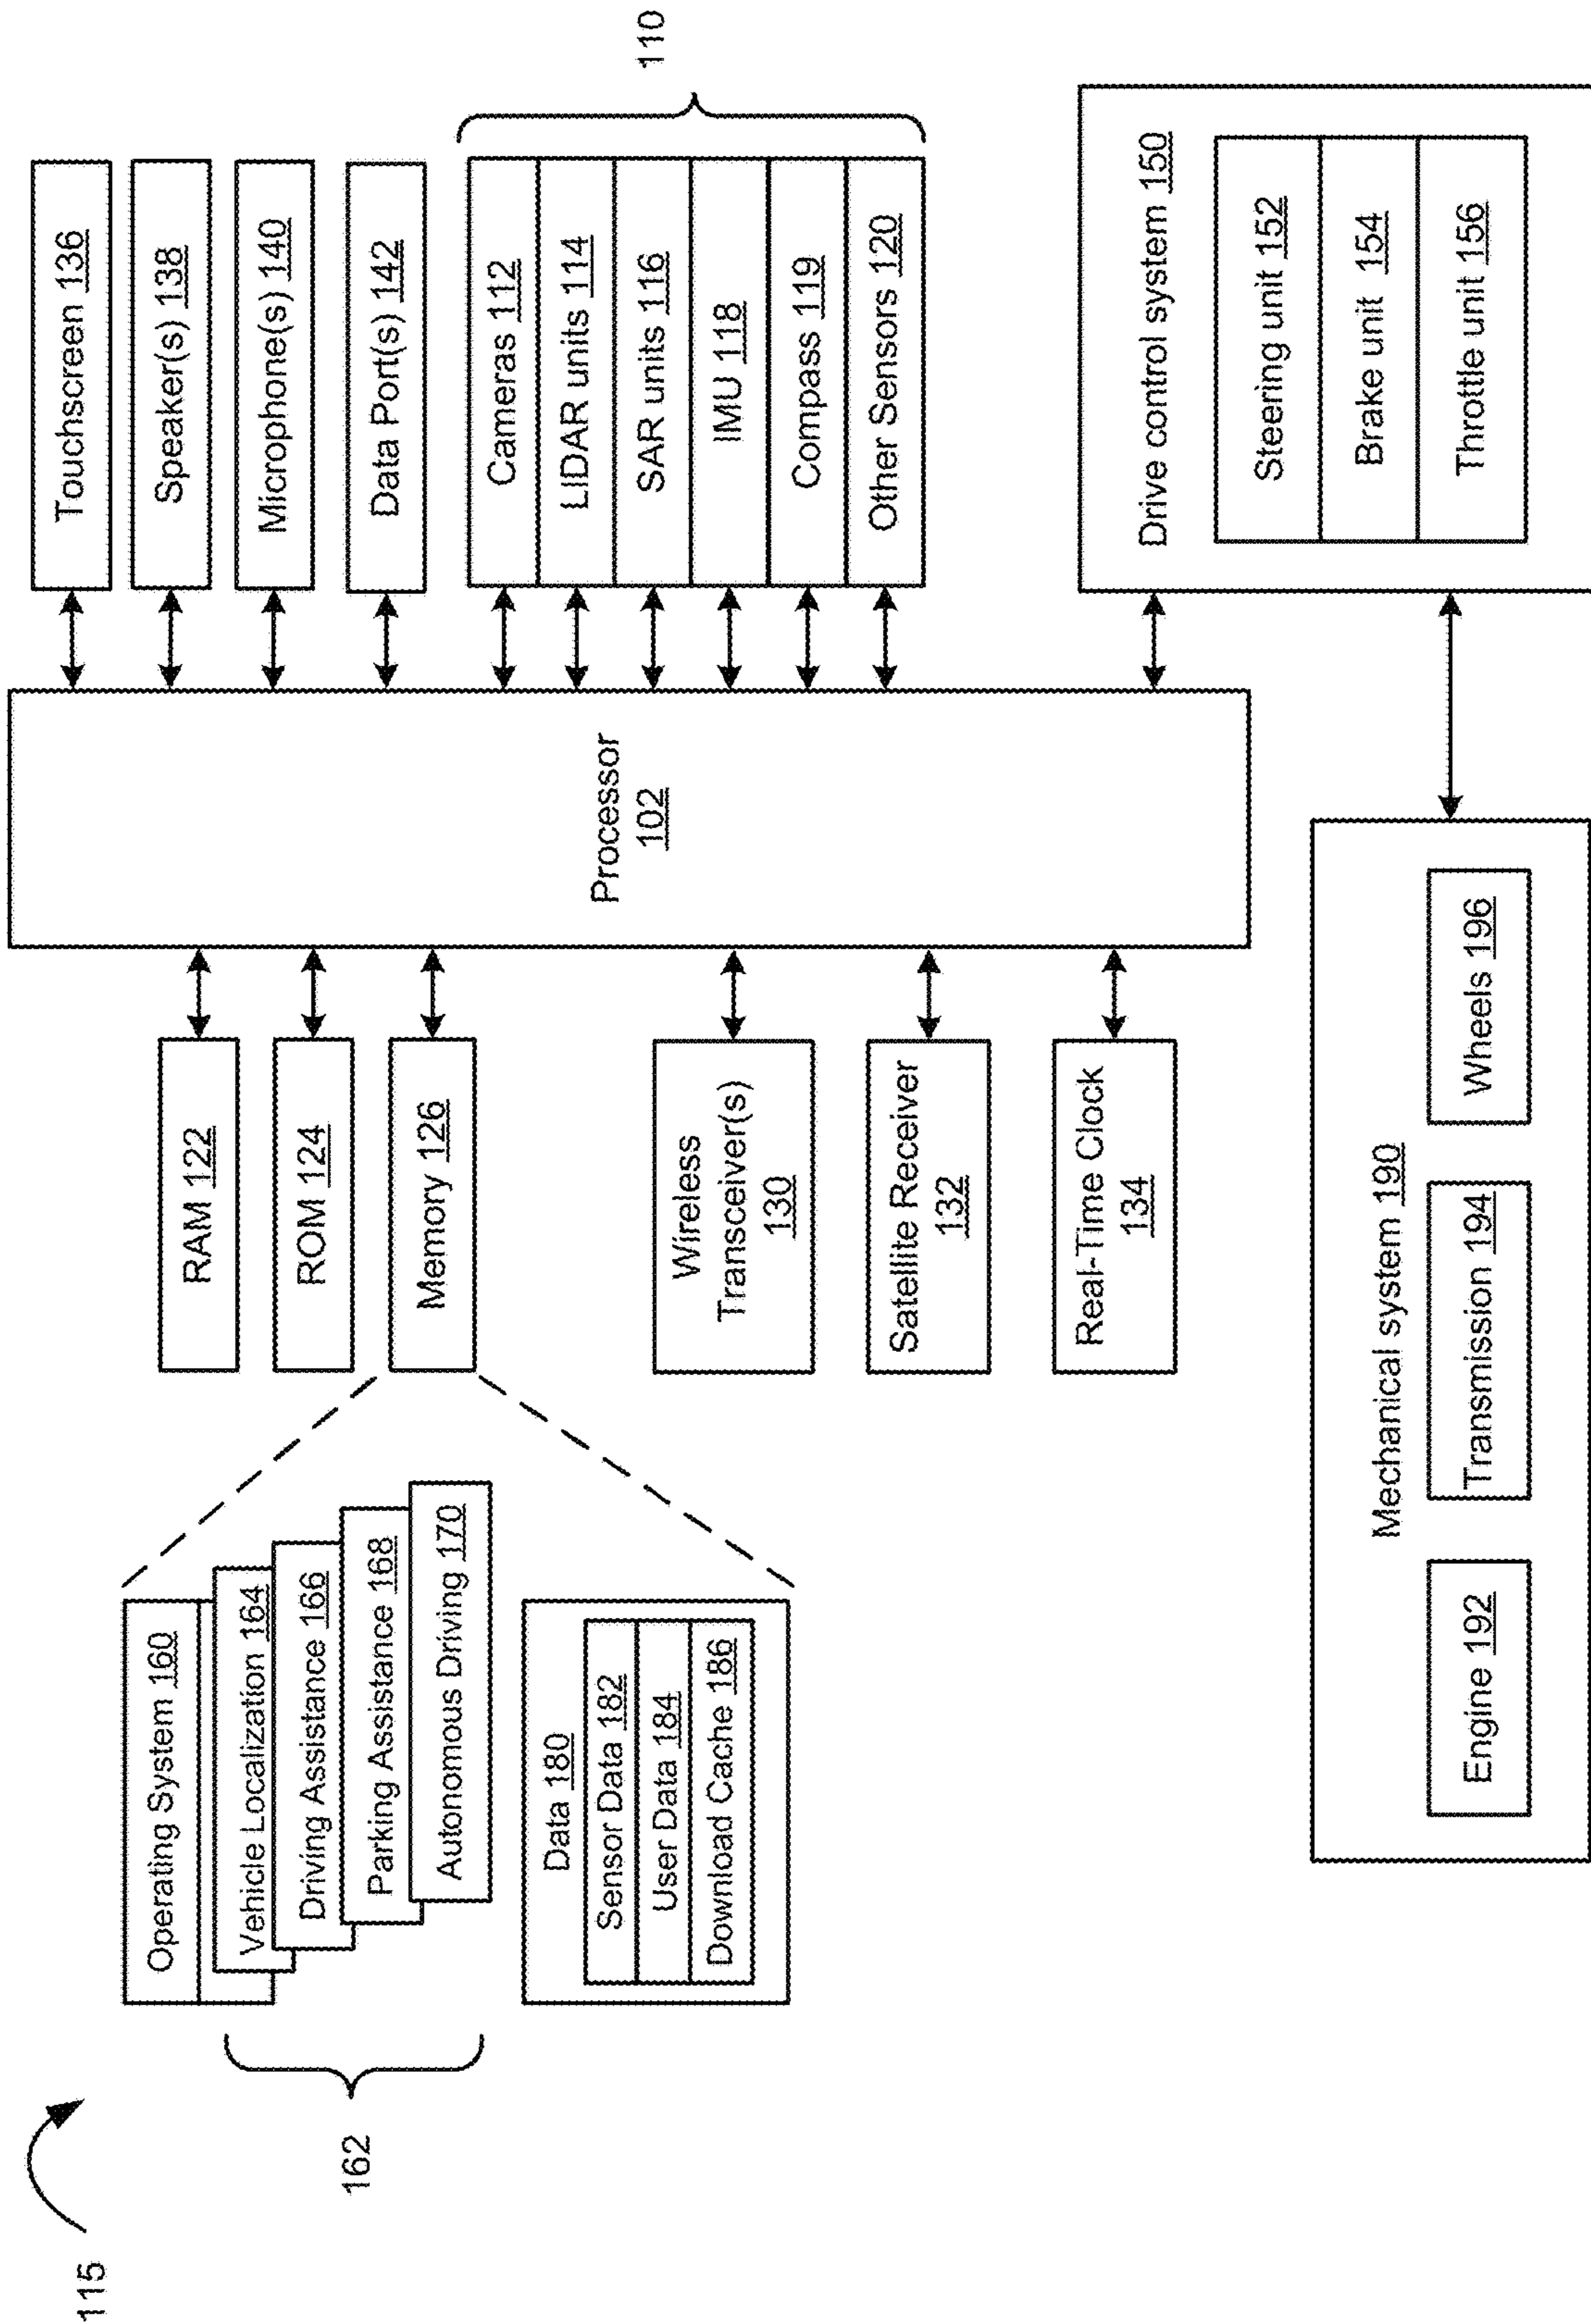 115
162
Operating System 160
Vehicle Localization 164
Driving Assistance 166
Parking Assistance 168
Autonomous Driving 170
Data 180
Sensor Data 182
User Data 184
Download Cache 186
RAM 122
ROM 124
Memory 126
Wireless
Transceiver(s)
130
Satellite Receiver
132
Real-Time Clock
134
Processor
102
Touchscreen 136
Speaker(s) 138
Microphone(s) 140
Data Port(s) 142
Cameras 112
LIDAR units 114
SAR units 116
IMU 118
Compass 119
Other Sensors 120
110
Drive control system 150
Steering unit 152
Brake unit 154
Throttle unit 156
Mechanical system 190
Engine 192
Transmission 194
Wheels 196